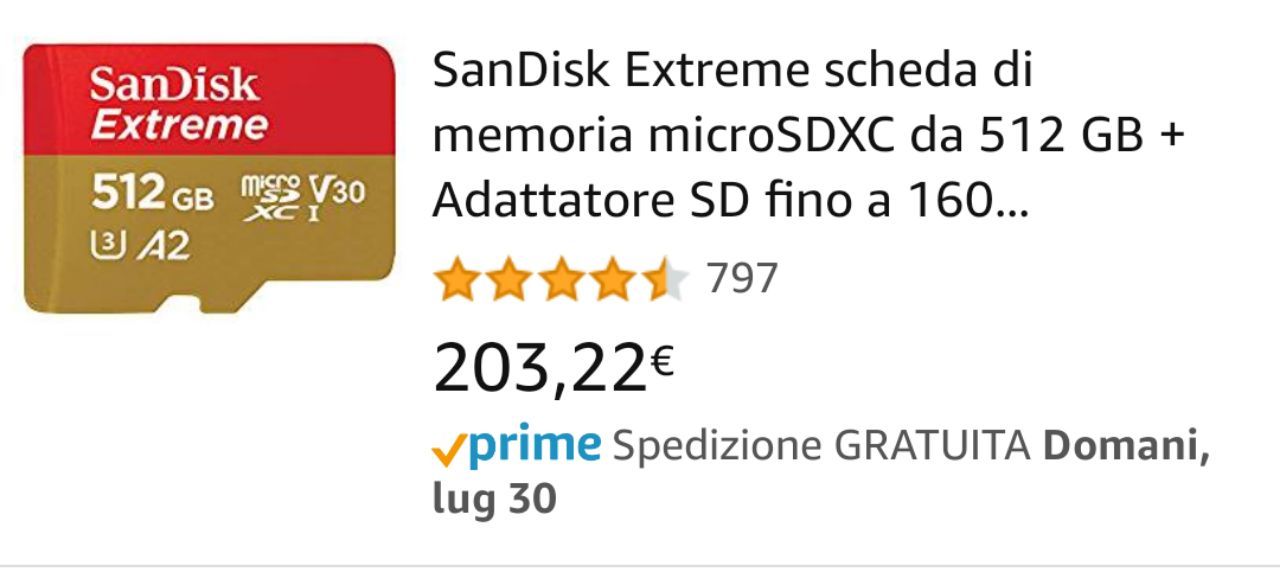 SanDisk
Extreme
512 GB micro SD XC I V30
U3 A2
SanDisk Extreme scheda di
memoria microSDXC da 512 GB +
Adattatore SD fino a 160...
797
203,22€
prime Spedizione GRATUITA Domani,
lug 30